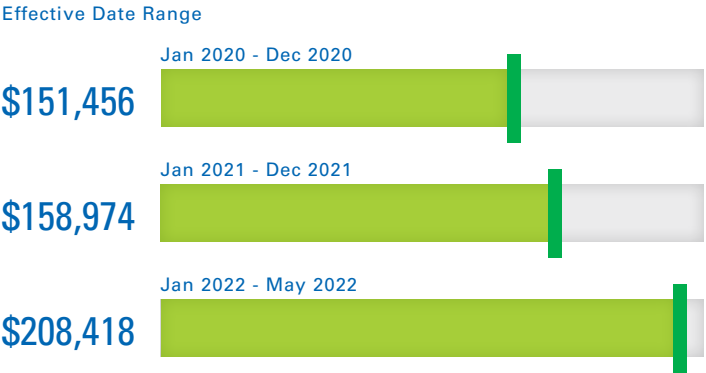 Effective Date Range
Jan 2020 - Dec 2020
$151,456
Jan 2021 - Dec 2021
$158,974
Jan 2022 - May 2022
$208,418